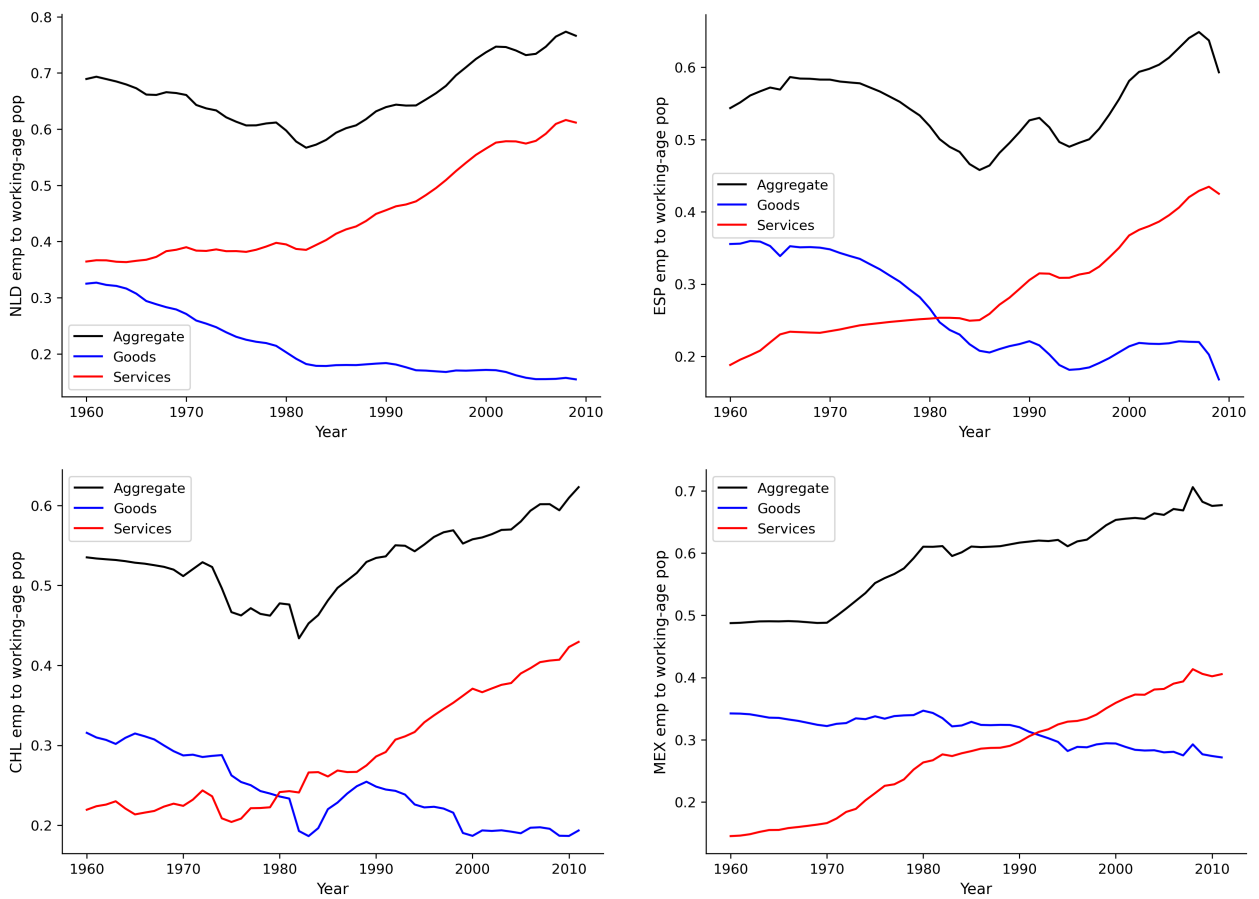 NLD emp to working-age pop
0.8
0.7
0.6
0.5
0.4
0.3
0.2
Aggregate
Goods
Services
1960 1970 1980 1990 2000 2010
Year
ESP emp to working-age pop
0.6
0.5
0.4
0.3
0.2
Aggregate
Goods
Services
1960 1970 1980 1990 2000 2010
Year
CHL emp to working-age pop
0.6
0.5
0.4
0.3
0.2
Aggregate
Goods
Services
1960 1970 1980 1990 2000 2010
Year
MEX emp to working-age pop
0.7
0.6
0.5
0.4
0.3
0.2
Aggregate
Goods
Services
1960 1970 1980 1990 2000 2010
Year